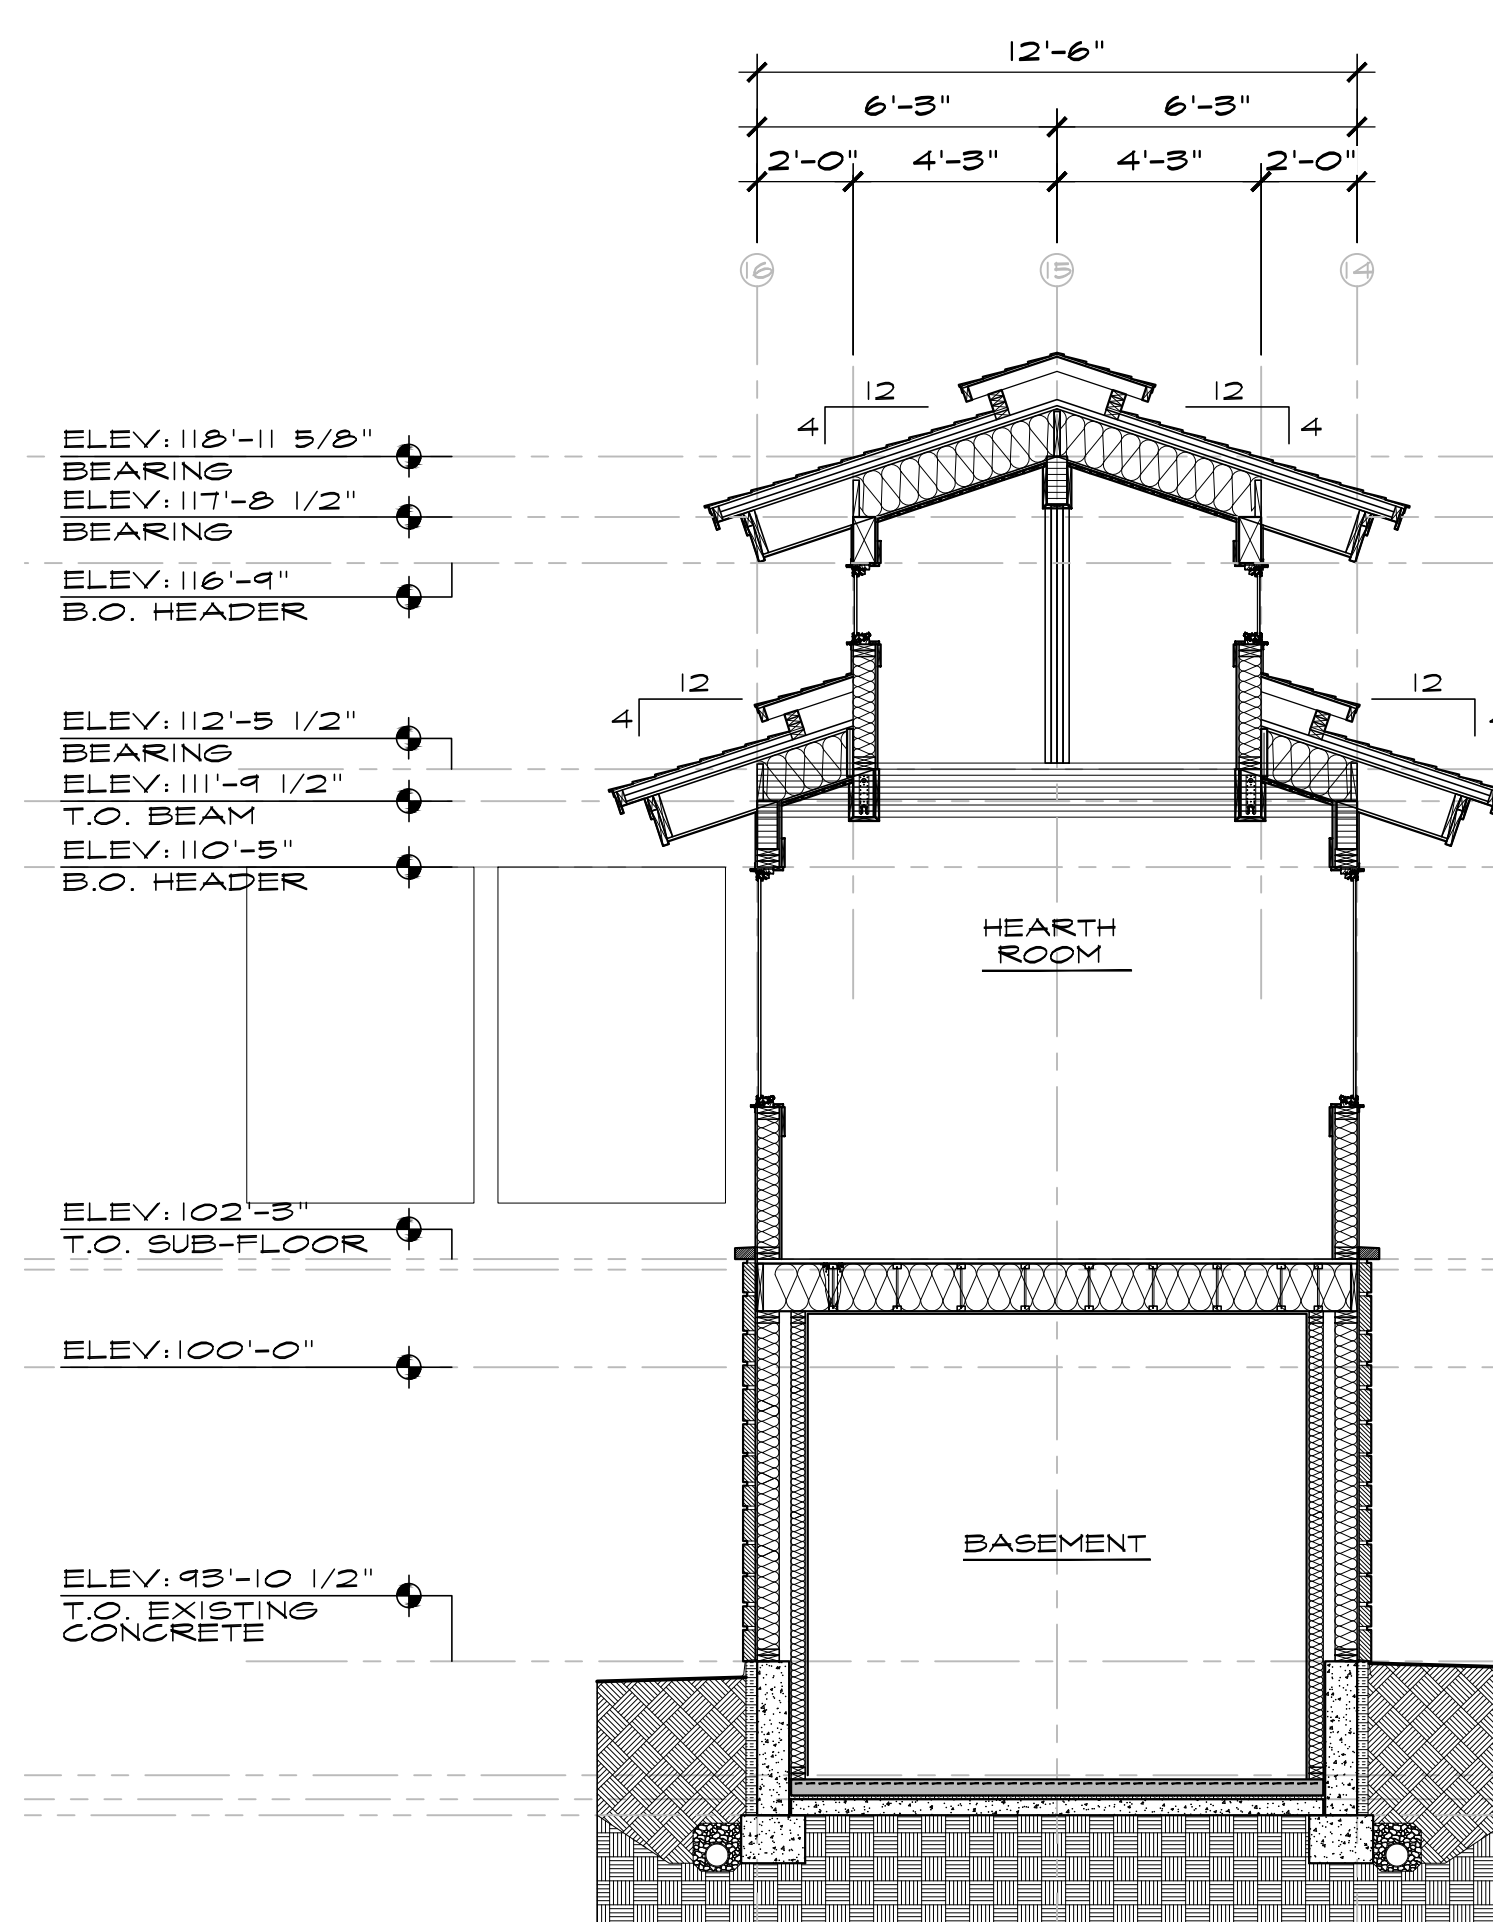 12'-6"
6'-3" 6'-3"
2'-0" 4'-3" 4'-3" 2'-0"
16 15 14
12 12
4 4
ELEV: 118'-11 5/8"
BEARING
ELEV: 117'-8 1/2"
BEARING
ELEV: 116'-9"
B.O. HEADER
12 12
4
ELEV: 112'-5 1/2"
BEARING
ELEV: 111'-9 1/2"
T.O. BEAM
ELEV: 110'-5"
B.O. HEADER
HEARTH
ROOM
ELEV: 102'-3"
T.O. SUB-FLOOR
ELEV: 100'-0"
BASEMENT
ELEV: 93'-10 1/2"
T.O. EXISTING
CONCRETE